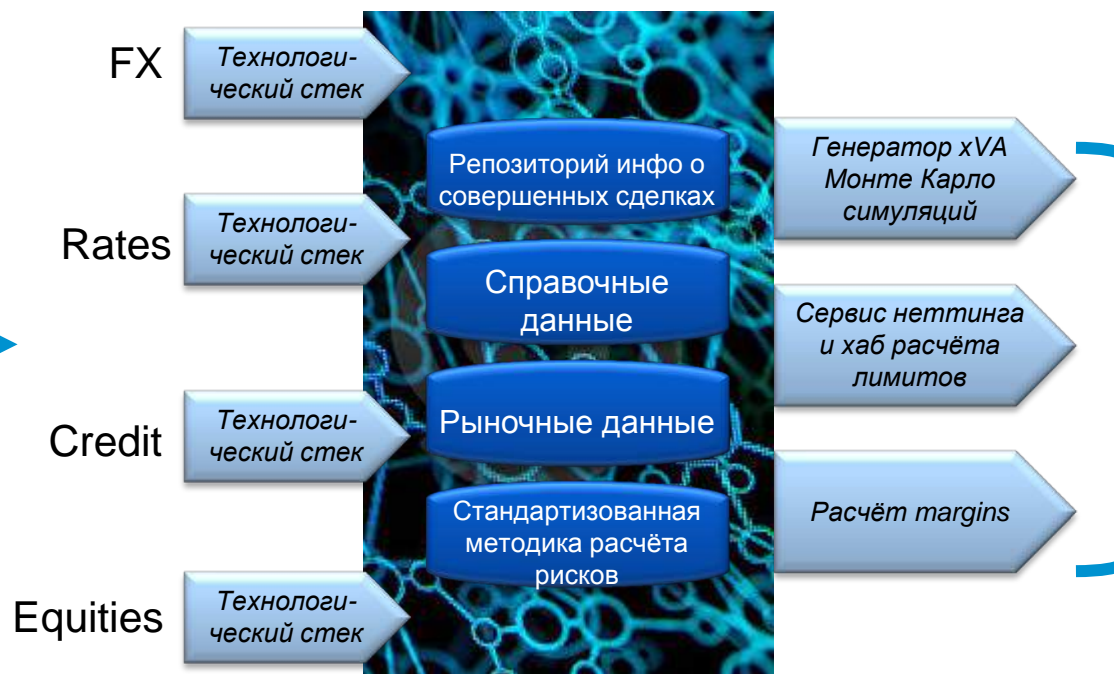 FX
Технологи-
ческий стек
Rates
Технологи-
ческий стек
Credit
Технологи-
ческий стек
Equities
Технологи-
ческий стек
Репозиторий инфо о
совершенных сделках
Справочные
данные
Рыночные данные
Стандартизованная
методика расчёта
рисков
Генератор xVA
Монте Карло
симуляций
Сервис неттинга
и хаб расчёта
лимитов
Расчёт margins